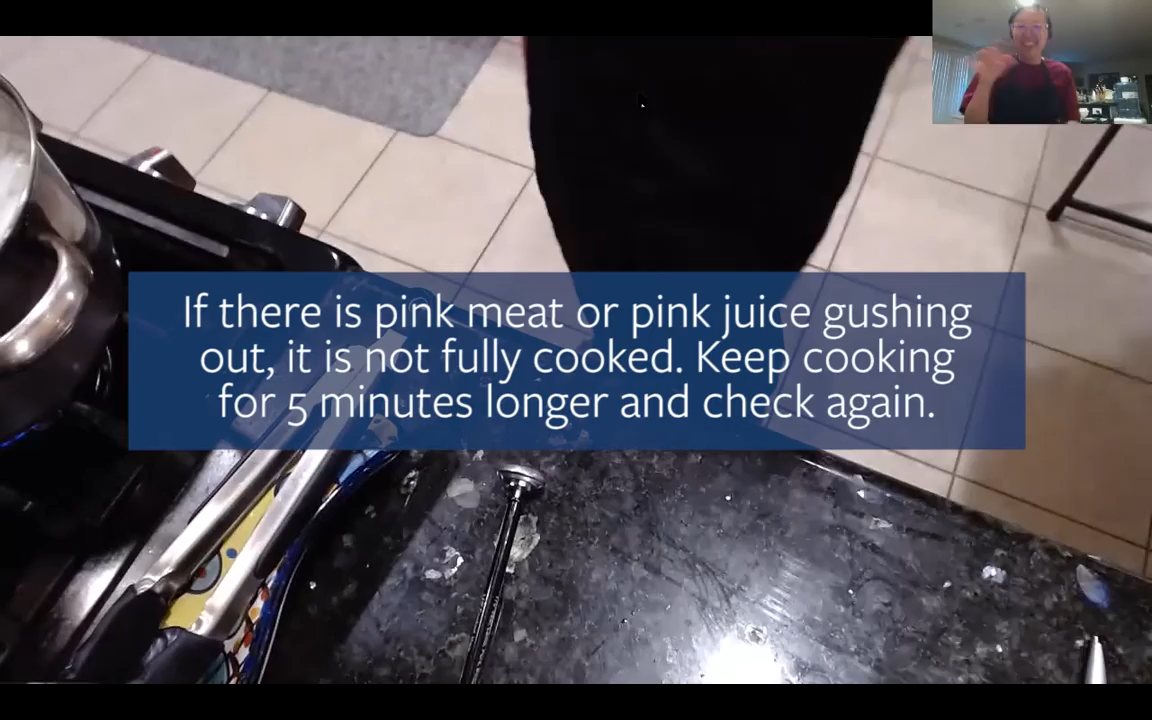 If there is pink meat or pink juice gushing
out, it is not fully cooked. Keep cooking
for 5 minutes longer and check again.